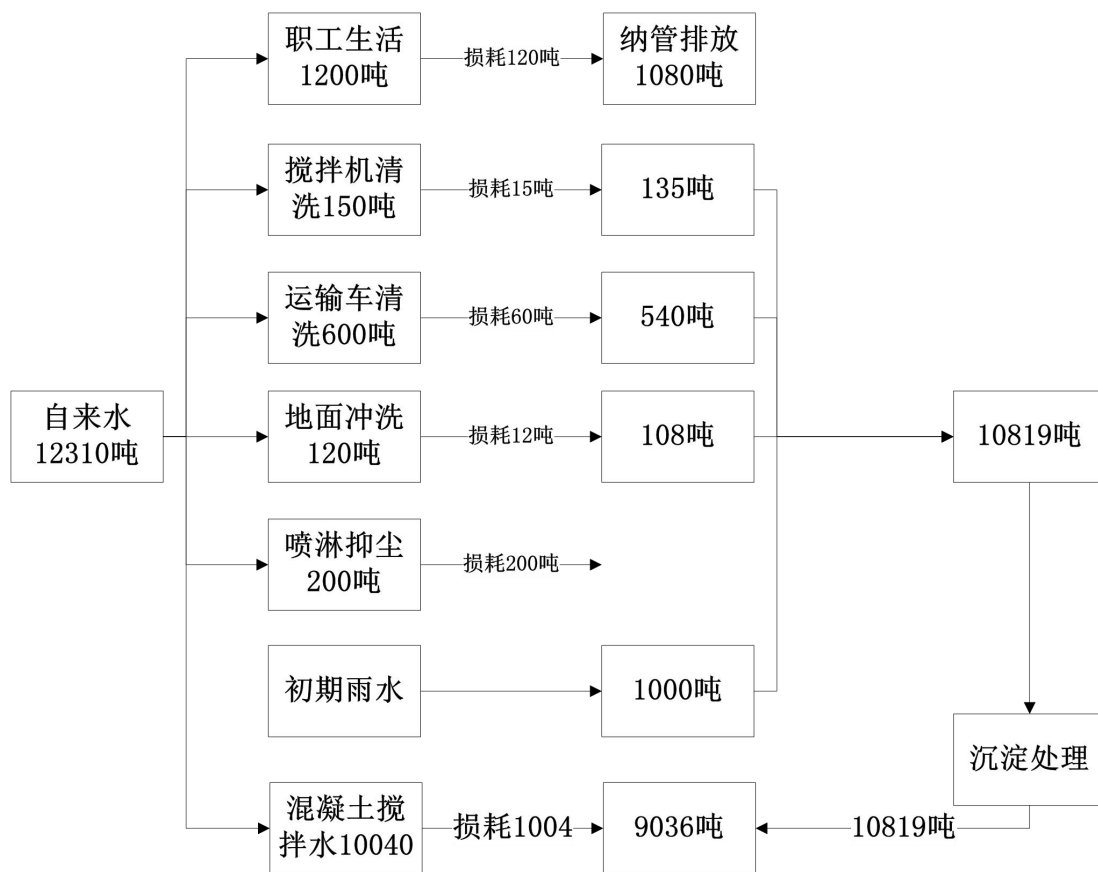 职工生活
1200吨
损耗120吨
纳管排放
1080吨
搅拌机清
洗150吨
损耗15吨
135吨
运输车清
洗600吨
损耗60吨
540吨
自来水
12310吨
地面冲洗
120吨
损耗12吨
108吨
10819吨
喷淋抑尘
200吨
损耗200吨
初期雨水
1000吨
沉淀处理
混凝土搅
拌水10040
损耗1004
9036吨
10819吨